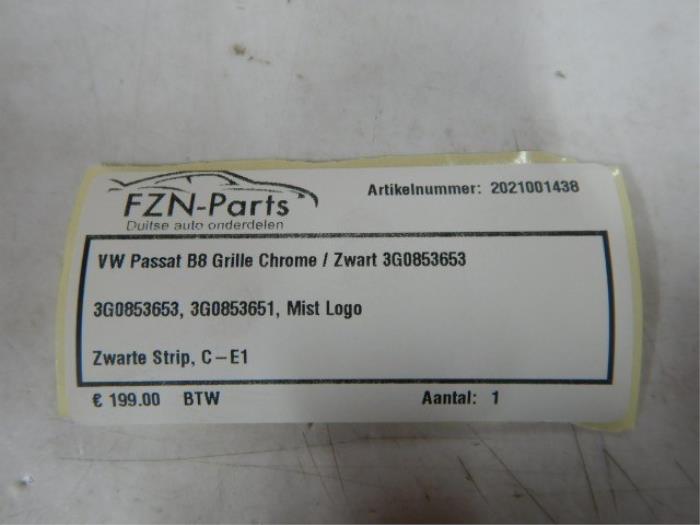 FZN-Parts
Duitse auto onderdelen
Artikelnummer: 2021001438
VW Passat B8 Grille Chrome / Zwart 3G0853653
3G0853653, 3G0853651, Mist Logo
Zwarte Strip, C-E1
€ 199.00 BTW Aantal: 1